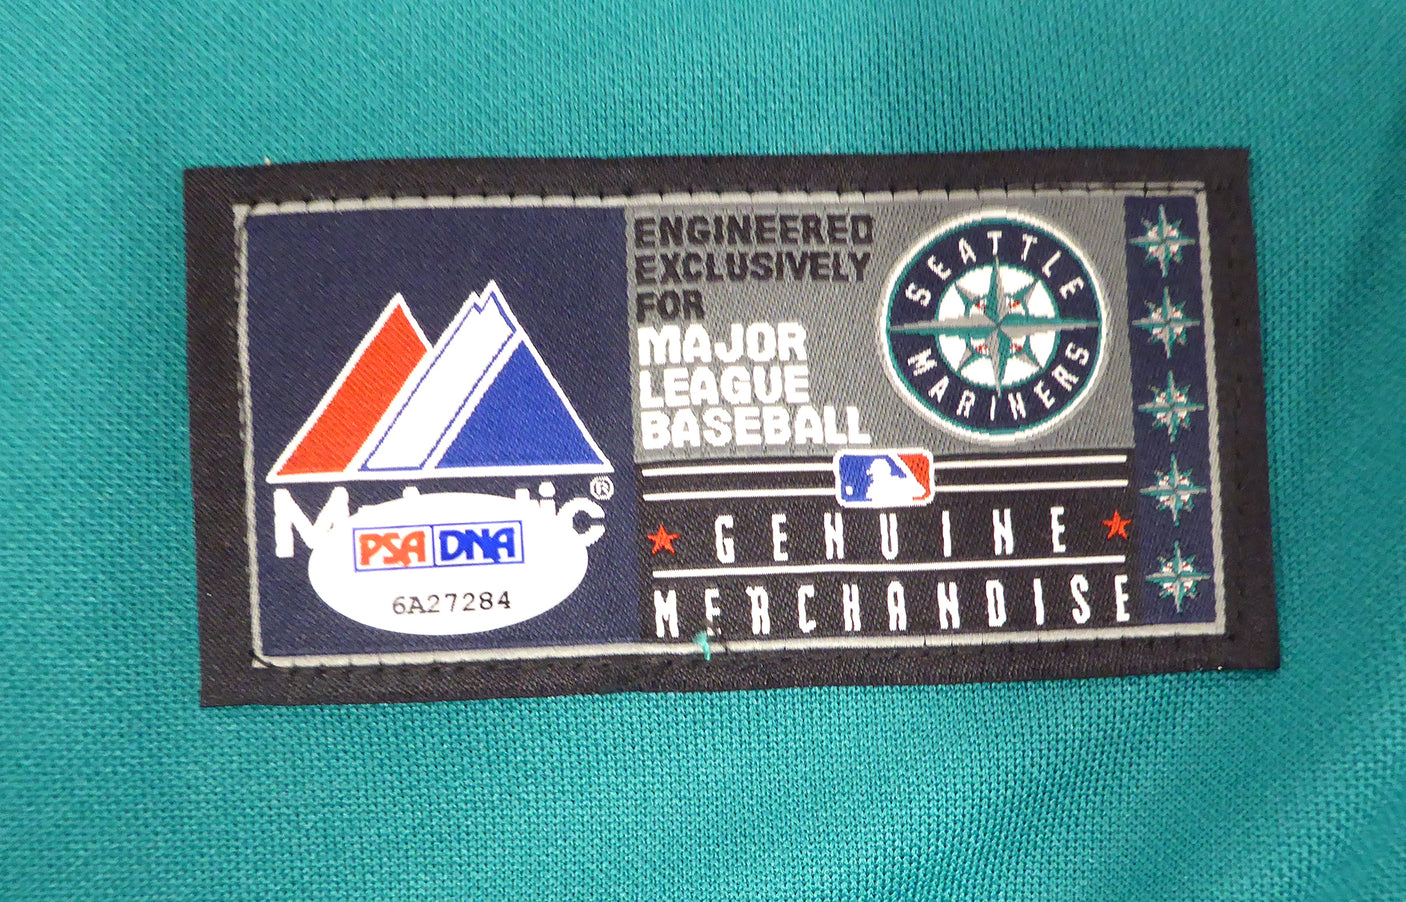 ENGINEERED
EXCLUSIVELY
FOR
MAJOR
LEAGUE
BASEBALL
SEATTLE
MARINERS
®
PSA DNA
6A27284
GENUINE
MERCHANDISE